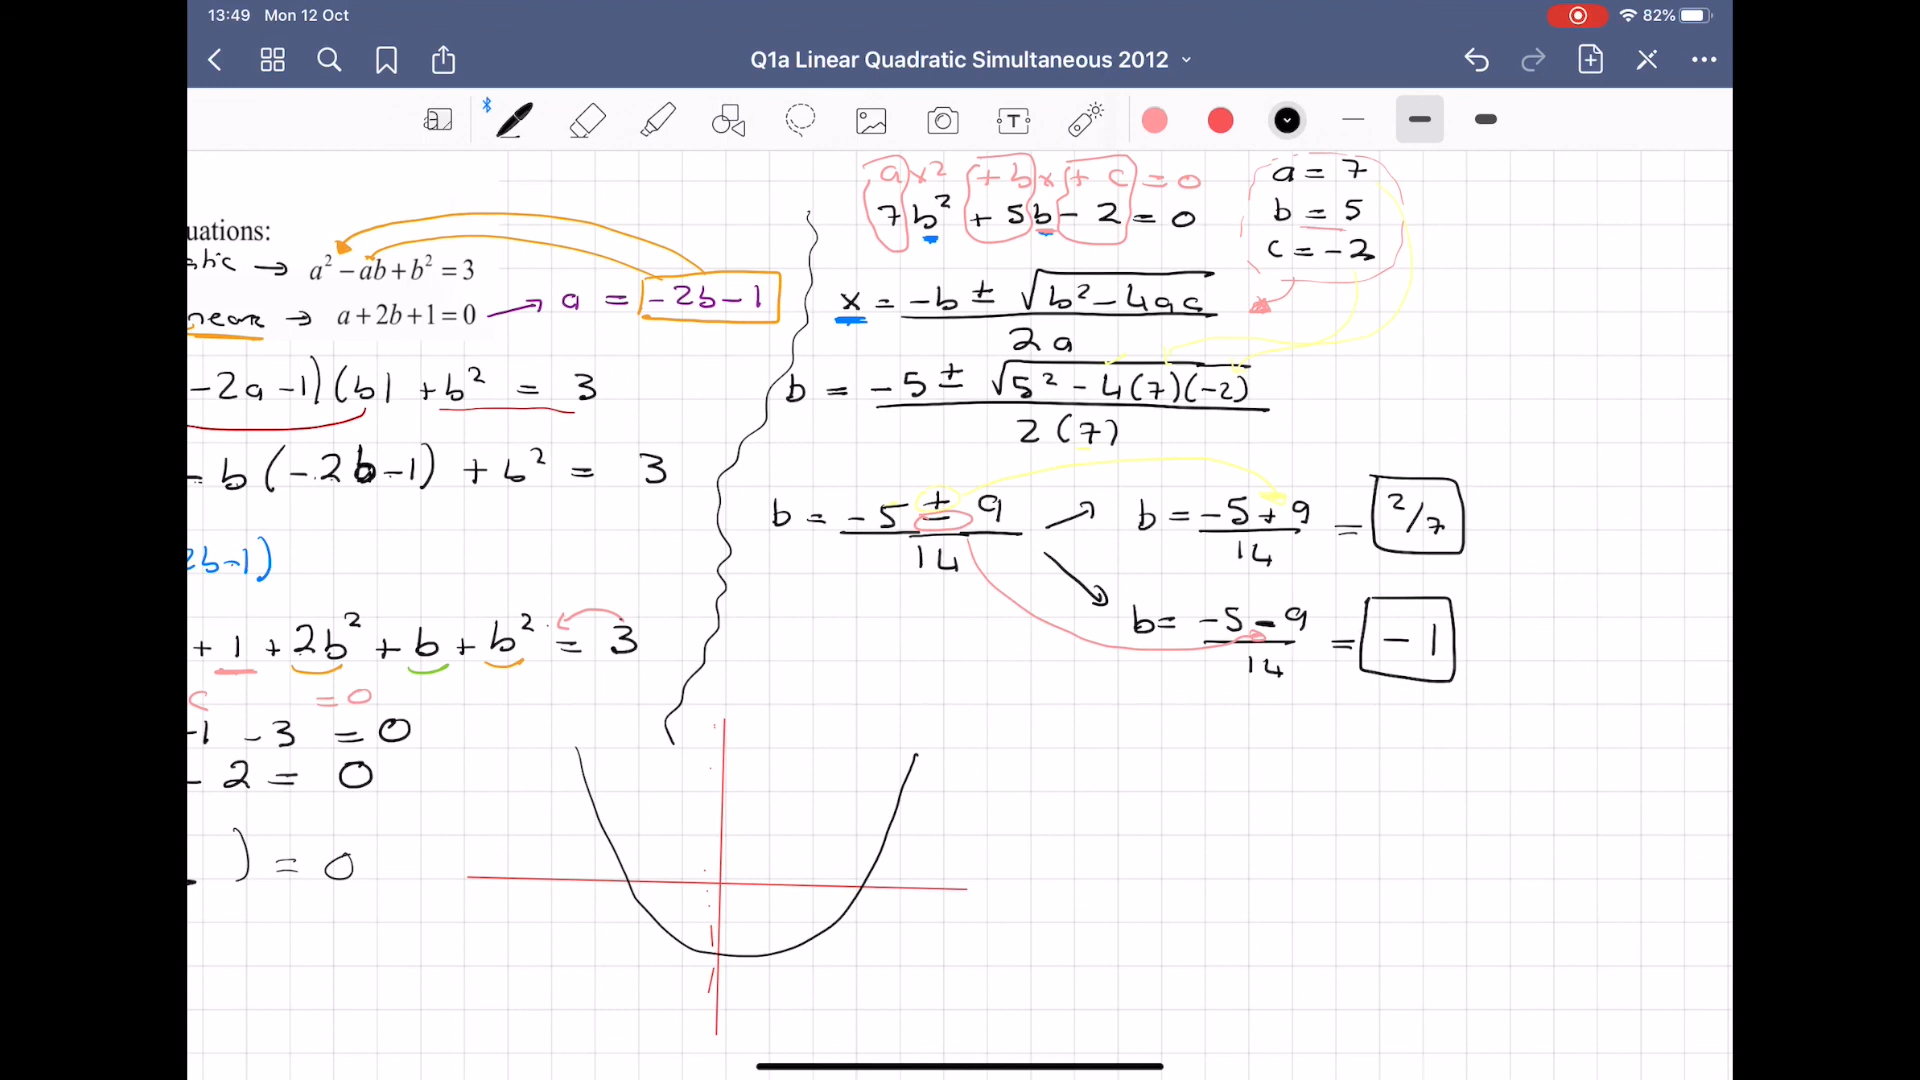 13:49 Mon 12 Oct
82%
Q1a Linear Quadratic Simultaneous 2012
T
uations:
atic → a² – ab + b² = 3
near → a + 2b + 1 = 0
a = -2b-1
-2a-1)(b) + b² = 3
- b(-2b-1) + b² = 3
2b-1)
+ 1 + 2b² + b + b² = 3
c = 0
-1 - 3 = 0
- 2 = 0
) = 0
ax² + bx + c = 0
7b² + 5b - 2 = 0
a = 7
b = 5
c = -2
x = -b ± √b² - 4ac
2a
b = -5 ± √5² - 4(7)(-2)
2(7)
b = -5 ± 9
14
b = -5 + 9 = 2/7
14
b = -5 - 9 = -1
14